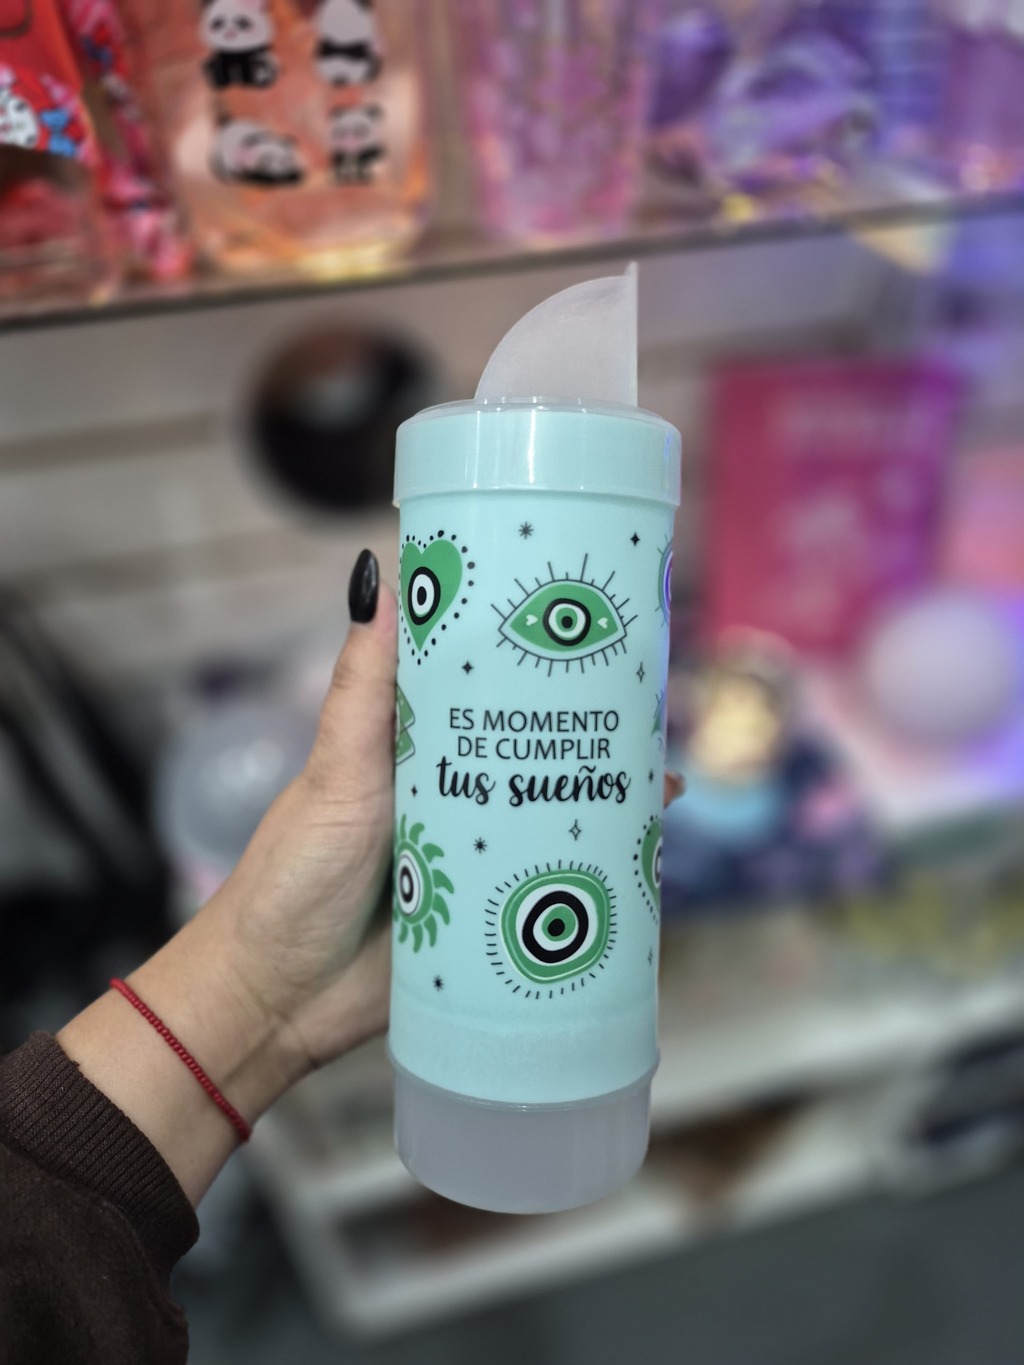 ES MOMENTO
DE CUMPLIR
tus sueños